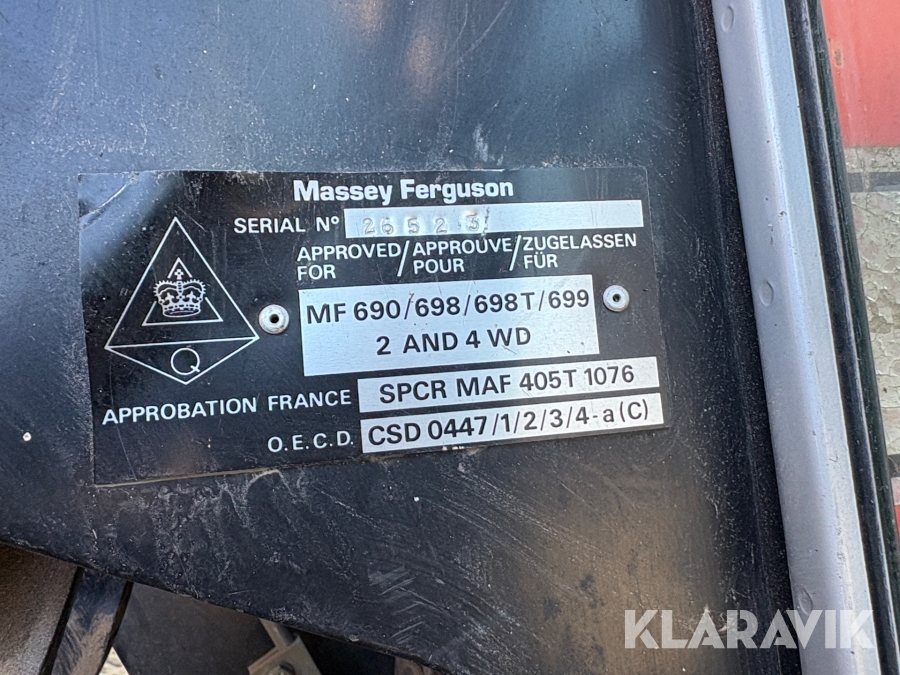 Massey Ferguson
SERIAL Nº 26523
APPROVED/APPROUVE/ZUGELASSEN
FOR / POUR / FÜR
MF 690/698/698T/699
2 AND 4 WD
Q
APPROBATION FRANCE SPCR MAF 405T 1076
O.E.C.D. CSD 0447/1/2/3/4-a(C)
KLARAVIK